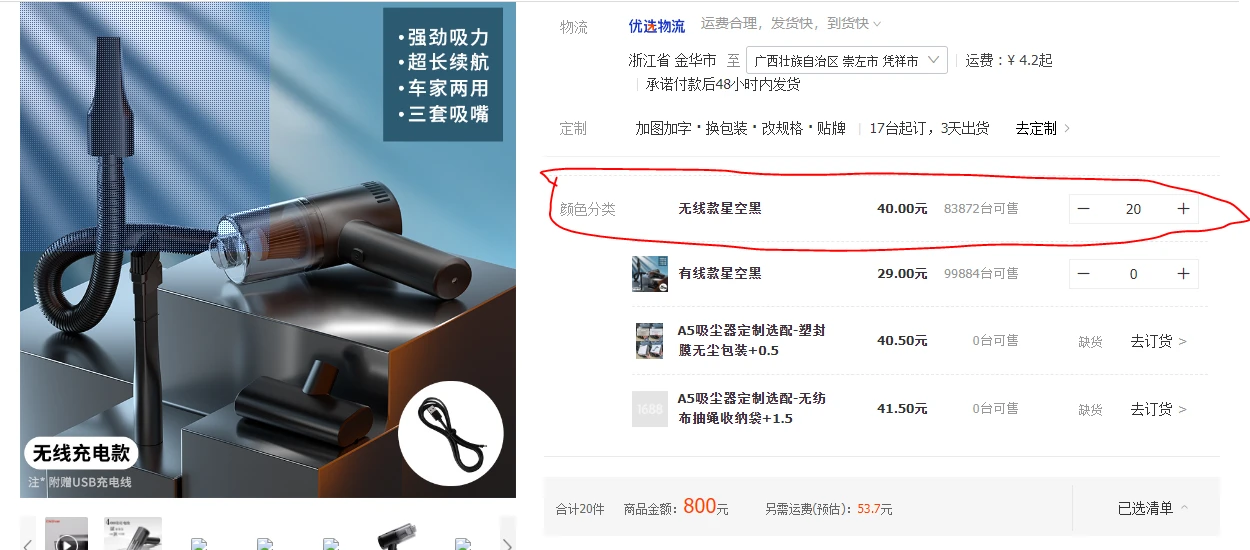 ·强劲吸力
·超长续航
·车家两用
·三套吸嘴
无线充电款
注* 附赠USB充电线
物流
优选物流
运费合理，发货快，到货快
浙江省 金华市 至 广西壮族自治区 崇左市 凭祥市 运费：¥ 4.2起
承诺付款后48小时内发货
定制
加图加字·换包装·改规格·贴牌 17台起订，3天出货 去定制 >
颜色分类
无线款星空黑 40.00元 83872台可售 － 20 +
有线款星空黑 29.00元 99884台可售 － 0 +
A5吸尘器定制选配-塑封
膜无尘包装+0.5
40.50元 0台可售 缺货 去订货 >
1688
A5吸尘器定制选配-无纺
布抽绳收纳袋+1.5
41.50元 0台可售 缺货 去订货 >
合计20件 商品金额：800元 另需运费(预估)：53.7元 已选清单